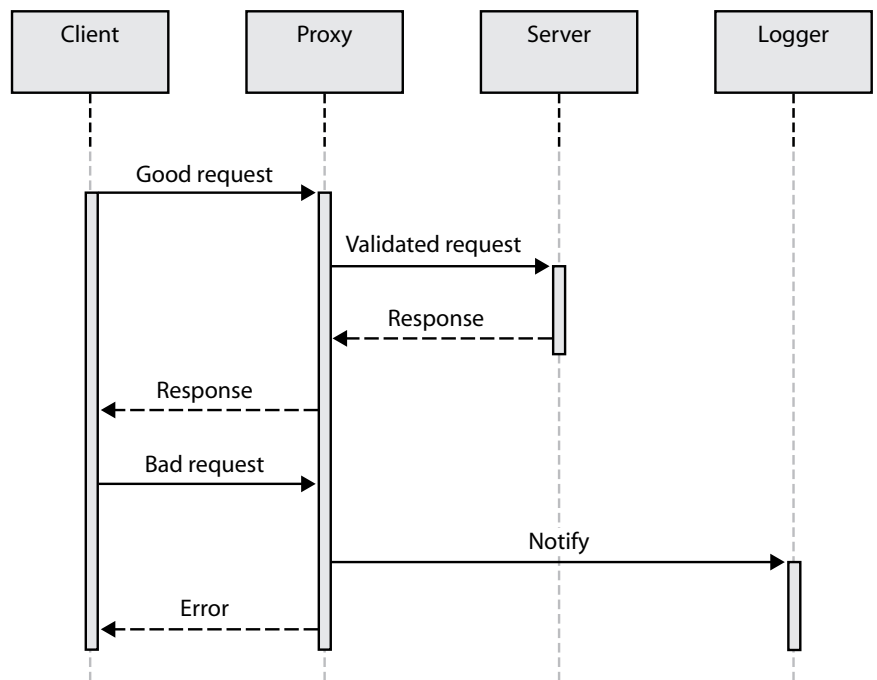 Client
Proxy
Server
Logger
Good request
Validated request
Response
Response
Bad request
Notify
Error